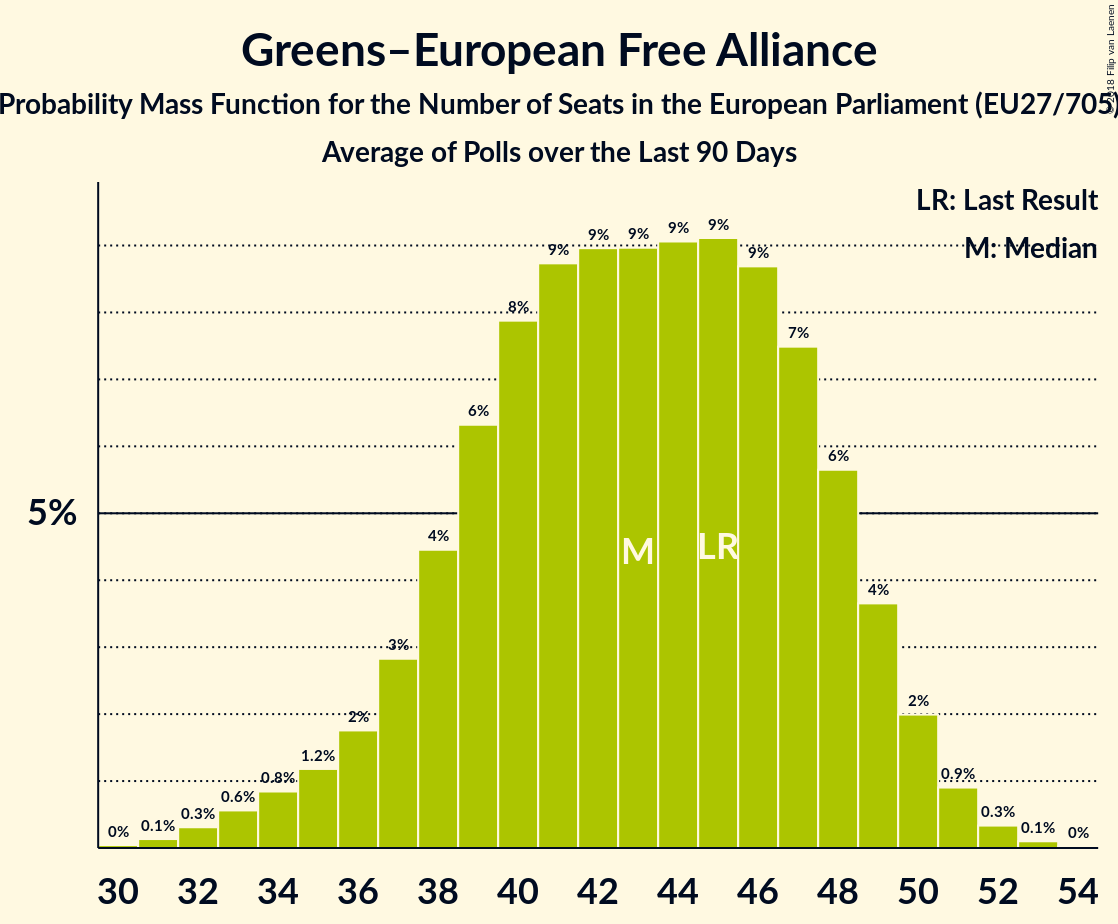 Greens–European Free Alliance
Probability Mass Function for the Number of Seats in the European Parliament (EU27/705)
Average of Polls over the Last 90 Days
© 2018 Filip van Laenen
LR: Last Result
M: Median
5%
0%
0.1%
0.3%
0.6%
0.8%
1.2%
2%
3%
4%
6%
8%
9%
9%
9%
9%
9%
9%
7%
6%
4%
2%
0.9%
0.3%
0.1%
0%
M
LR
30 32 34 36 38 40 42 44 46 48 50 52 54